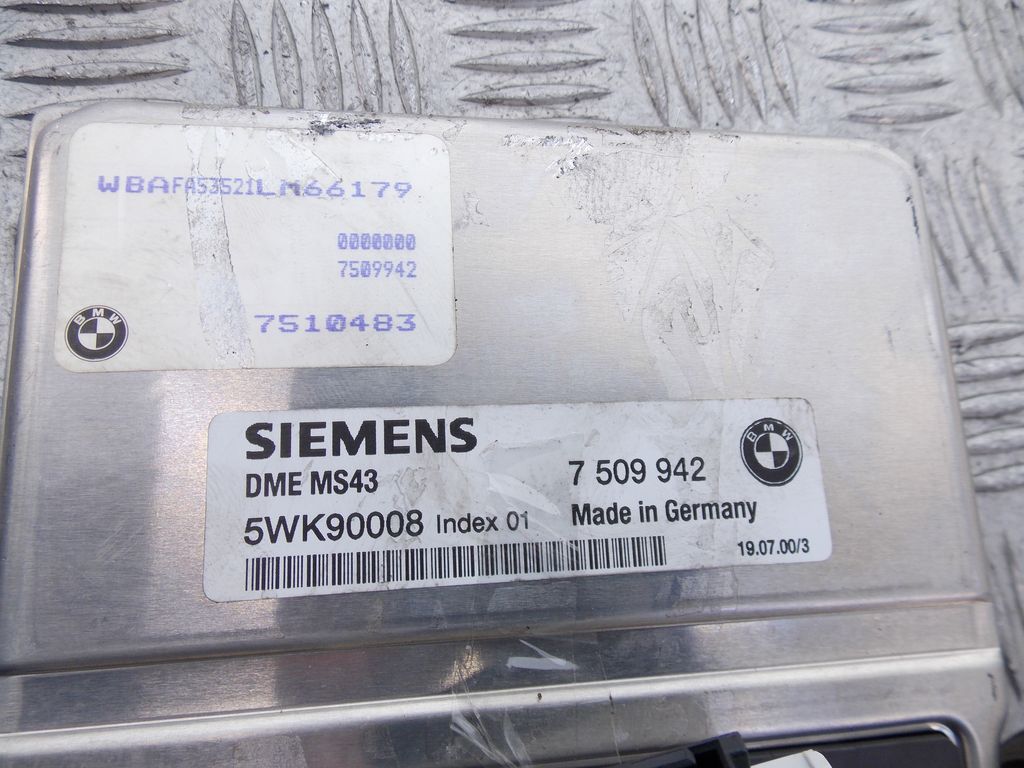 WBAFA53521LM66179
0000000
7509942
7510483
BMW
SIEMENS
DME MS43
7 509 942
BMW
5WK90008 Index 01
Made in Germany
19.07.00/3